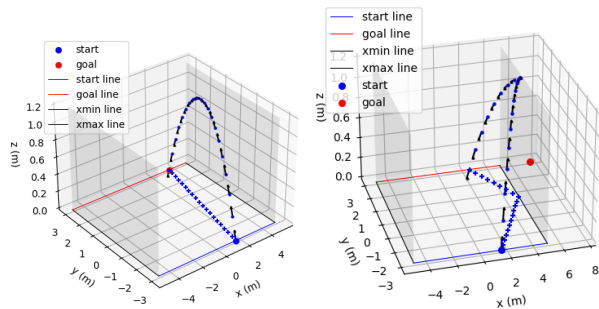 start
goal
start line
goal line
xmin line
xmax line
1.2
1.0
0.8
0.6
0.4
0.2
0.0
z (m)
3
2
1
0
−1
−2
−3
y (m)
−4
−2
0
2
4
x (m)
start line
goal line
xmin line
xmax line
start
goal
1.2
1.0
0.8
0.6
0.4
0.2
0.0
z (m)
3
2
1
0
−1
−2
−2
y (m)
−4
−2
0
2
4
6
8
x (m)